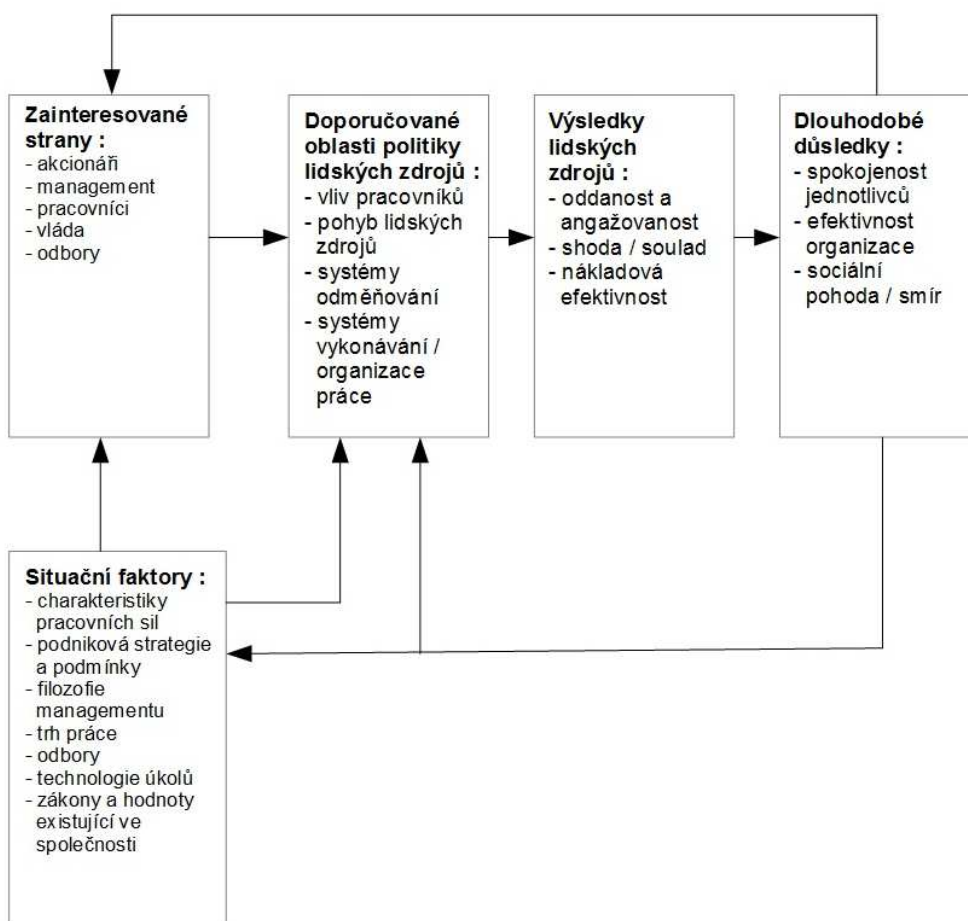 Zainteresované
strany :
- akcionáři
- management
- pracovníci
- vláda
- odbory
Doporučované
oblasti politiky
lidských zdrojů :
- vliv pracovníků
- pohyb lidských
zdrojů
- systémy
odměňování
- systémy
vykonávání /
organizace
práce
Výsledky
lidských
zdrojů :
- oddanost a
angažovanost
- shoda / soulad
- nákladová
efektivnost
Dlouhodobé
důsledky :
- spokojenost
jednotlivců
- efektivnost
organizace
- sociální
pohoda / smír
Situační faktory :
- charakteristiky
pracovních sil
- podniková strategie
a podmínky
- filozofie
managementu
- trh práce
- odbory
- technologie úkolů
- zákony a hodnoty
existující ve
společnosti